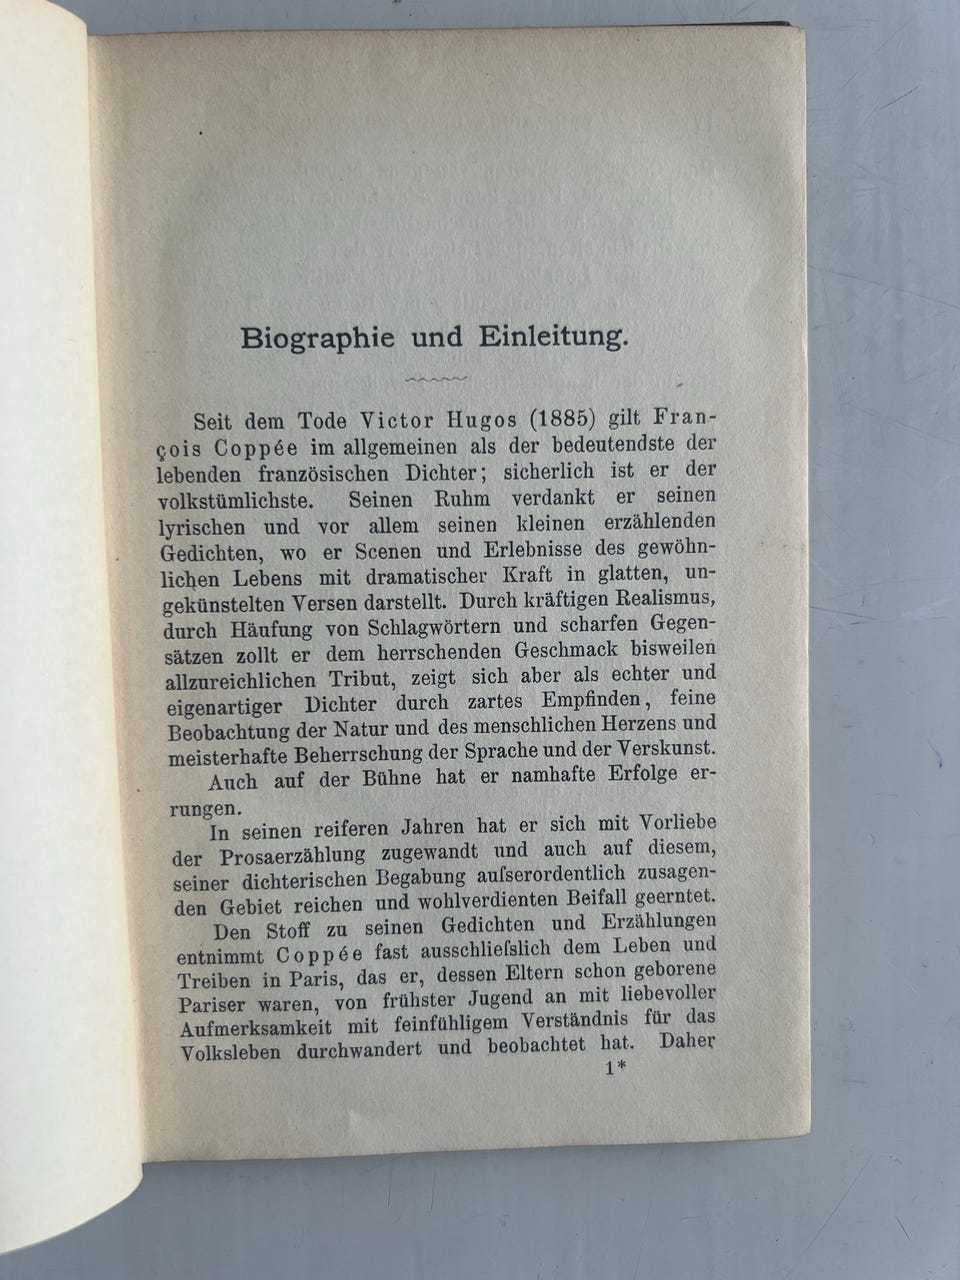 Biographie und Einleitung.
Seit dem Tode Victor Hugos (1885) gilt Fran-
çois Coppée im allgemeinen als der bedeutendste der
lebenden französischen Dichter; sicherlich ist er der
volkstümlichste. Seinen Ruhm verdankt er seinen
lyrischen und vor allem seinen kleinen erzählenden
Gedichten, wo er Scenen und Erlebnisse des gewöhn-
lichen Lebens mit dramatischer Kraft in glatten, un-
gekünstelten Versen darstellt. Durch kräftigen Realismus,
durch Häufung von Schlagwörtern und scharfen Gegen-
sätzen zollt er dem herrschenden Geschmack bisweilen
allzureichlichen Tribut, zeigt sich aber als echter und
eigenartiger Dichter durch zartes Empfinden, feine
Beobachtung der Natur und des menschlichen Herzens und
meisterhafte Beherrschung der Sprache und der Verskunst.
Auch auf der Bühne hat er namhafte Erfolge er-
rungen.
In seinen reiferen Jahren hat er sich mit Vorliebe
der Prosaerzählung zugewandt und auch auf diesem,
seiner dichterischen Begabung auſserordentlich zusagen-
den Gebiet reichen und wohlverdienten Beifall geerntet.
Den Stoff zu seinen Gedichten und Erzählungen
entnimmt Coppée fast ausschlieſslich dem Leben und
Treiben in Paris, das er, dessen Eltern schon geborene
Pariser waren, von frühster Jugend an mit liebevoller
Aufmerksamkeit mit feinfühligem Verständnis für das
Volksleben durchwandert und beobachtet hat. Daher
1*